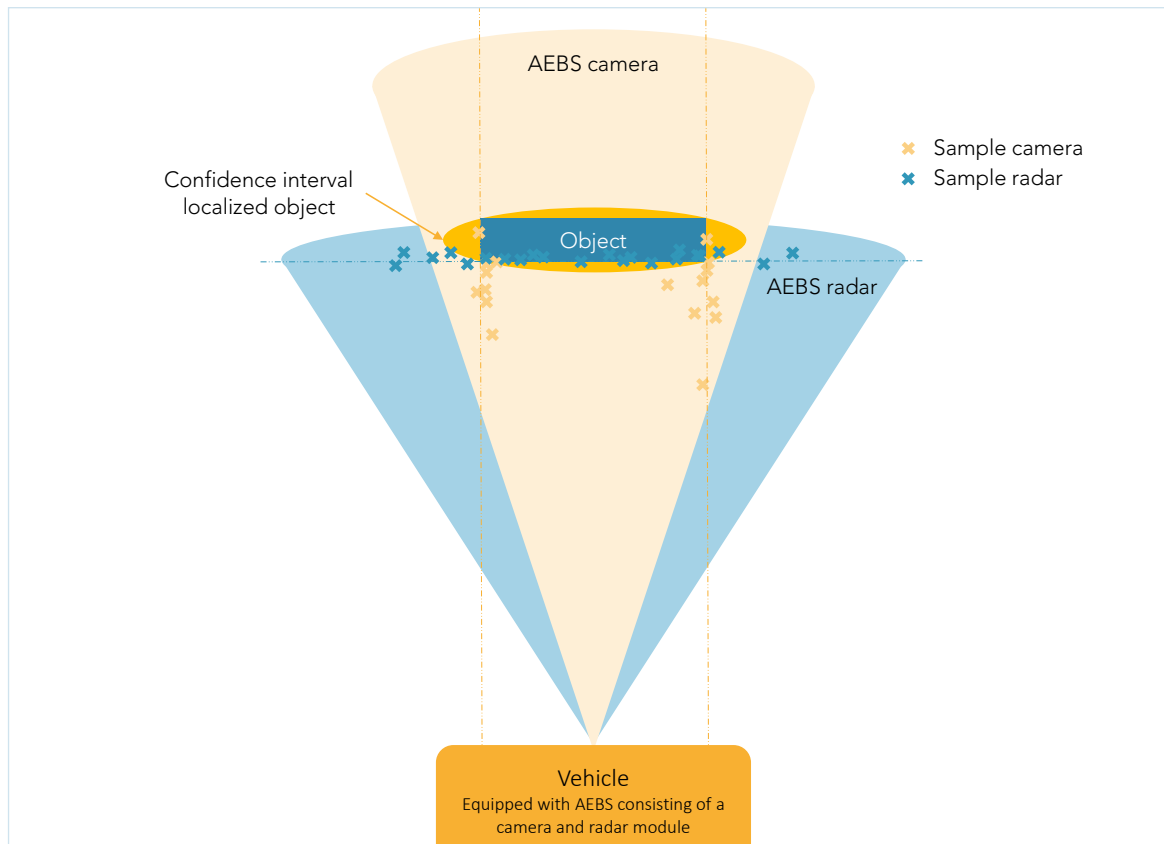 AEBS camera
Sample camera
Sample radar
Confidence interval
localized object
Object
AEBS radar
Vehicle
Equipped with AEBS consisting of a
camera and radar module